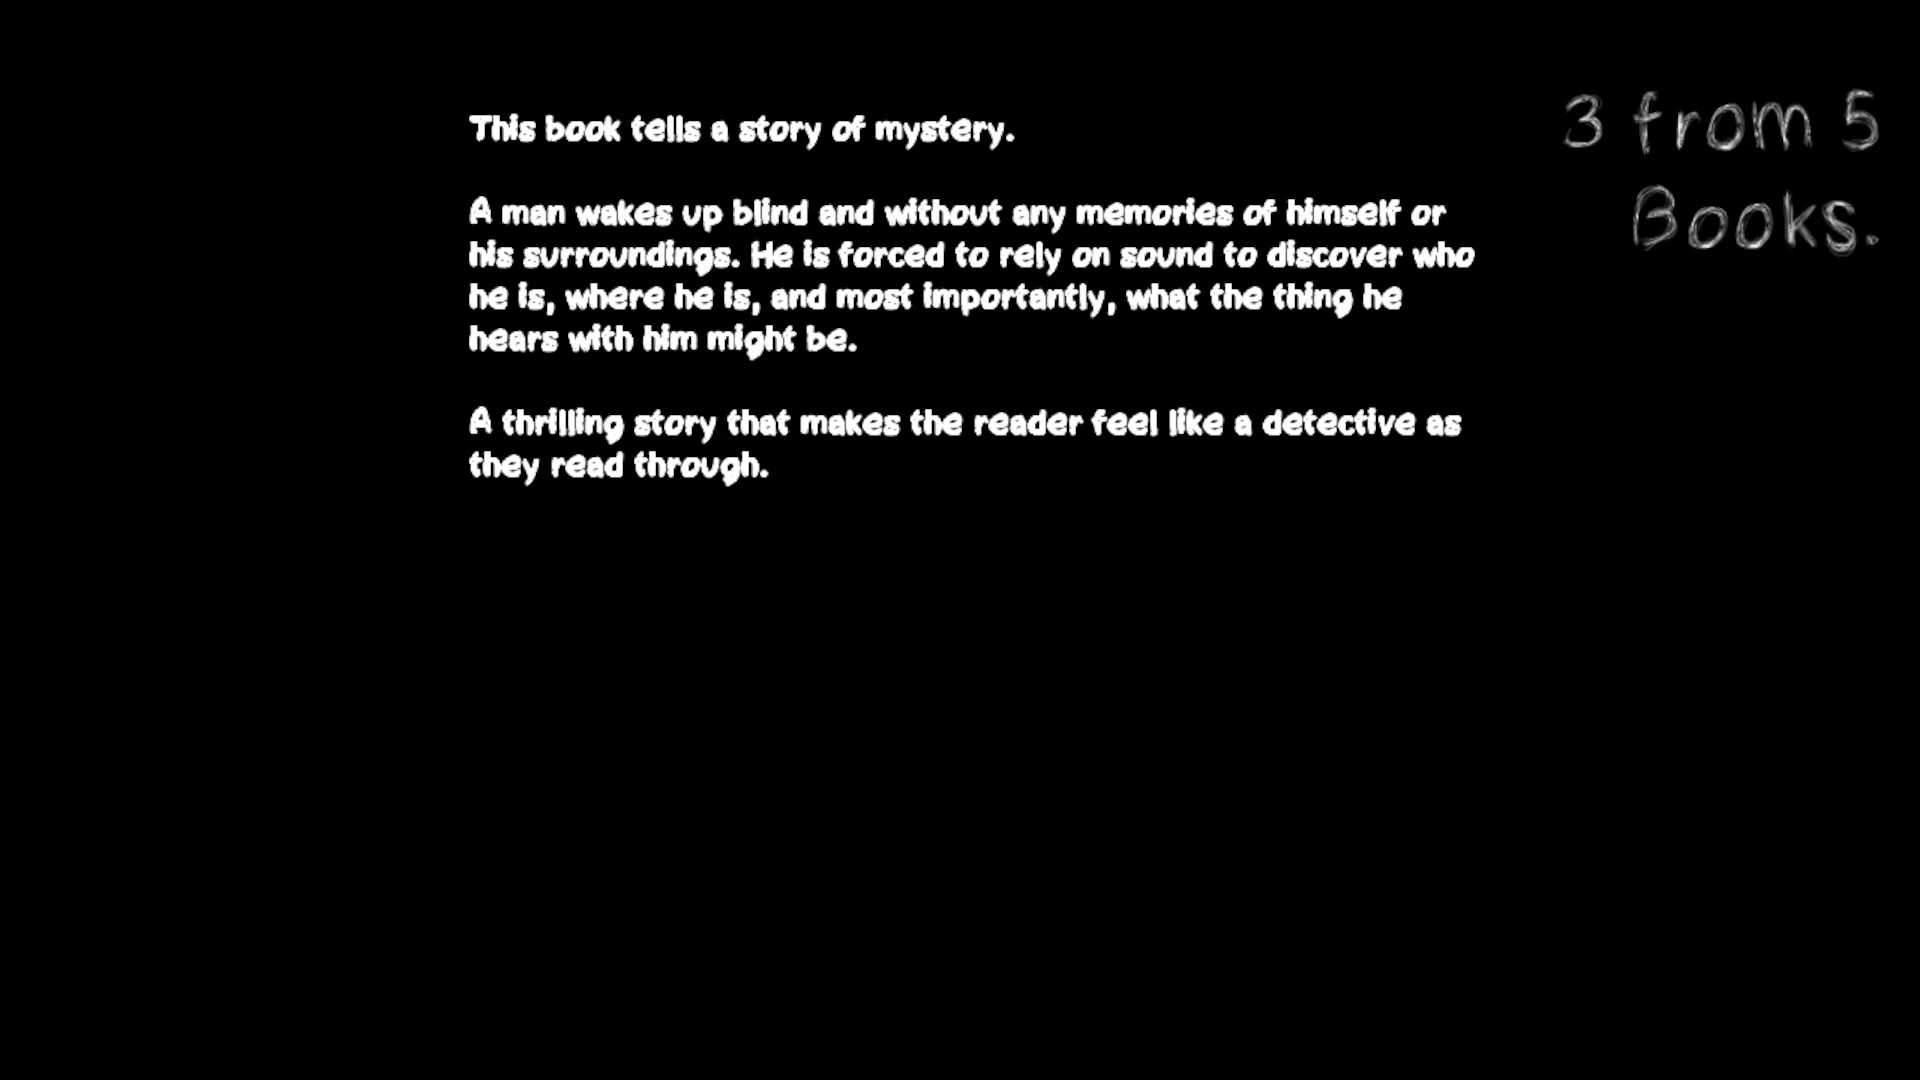 This book tells a story of mystery.
A man wakes up blind and without any memories of himself or
his surroundings. He is forced to rely on sound to discover who
he is, where he is, and most importantly, what the thing he
hears with him might be.
A thrilling story that makes the reader feel like a detective as
they read through.
3 from 5
Books.